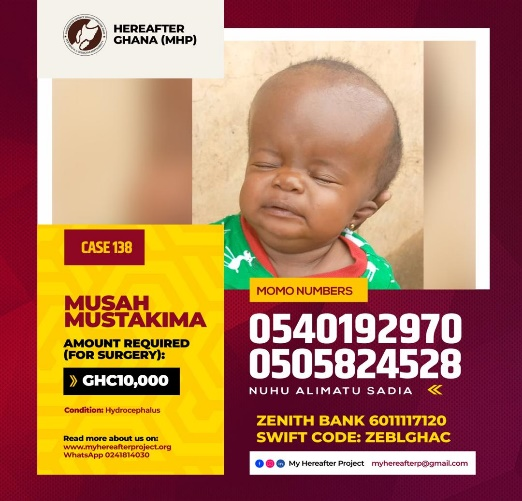 HEREAFTER
GHANA (MHP)
CASE 138
MUSAH
MUSTAKIMA
AMOUNT REQUIRED
(FOR SURGERY):
GHC10,000
Condition: Hydrocephalus
Read more about us on:
www.myhereafterproject.org
WhatsApp 0241814030
MOMO NUMBERS
0540192970
0505824528
NUHU ALIMATU SADIA
ZENITH BANK 6011117120
SWIFT CODE: ZEBLGHAC
My Hereafter Project myhereafterp@gmail.com